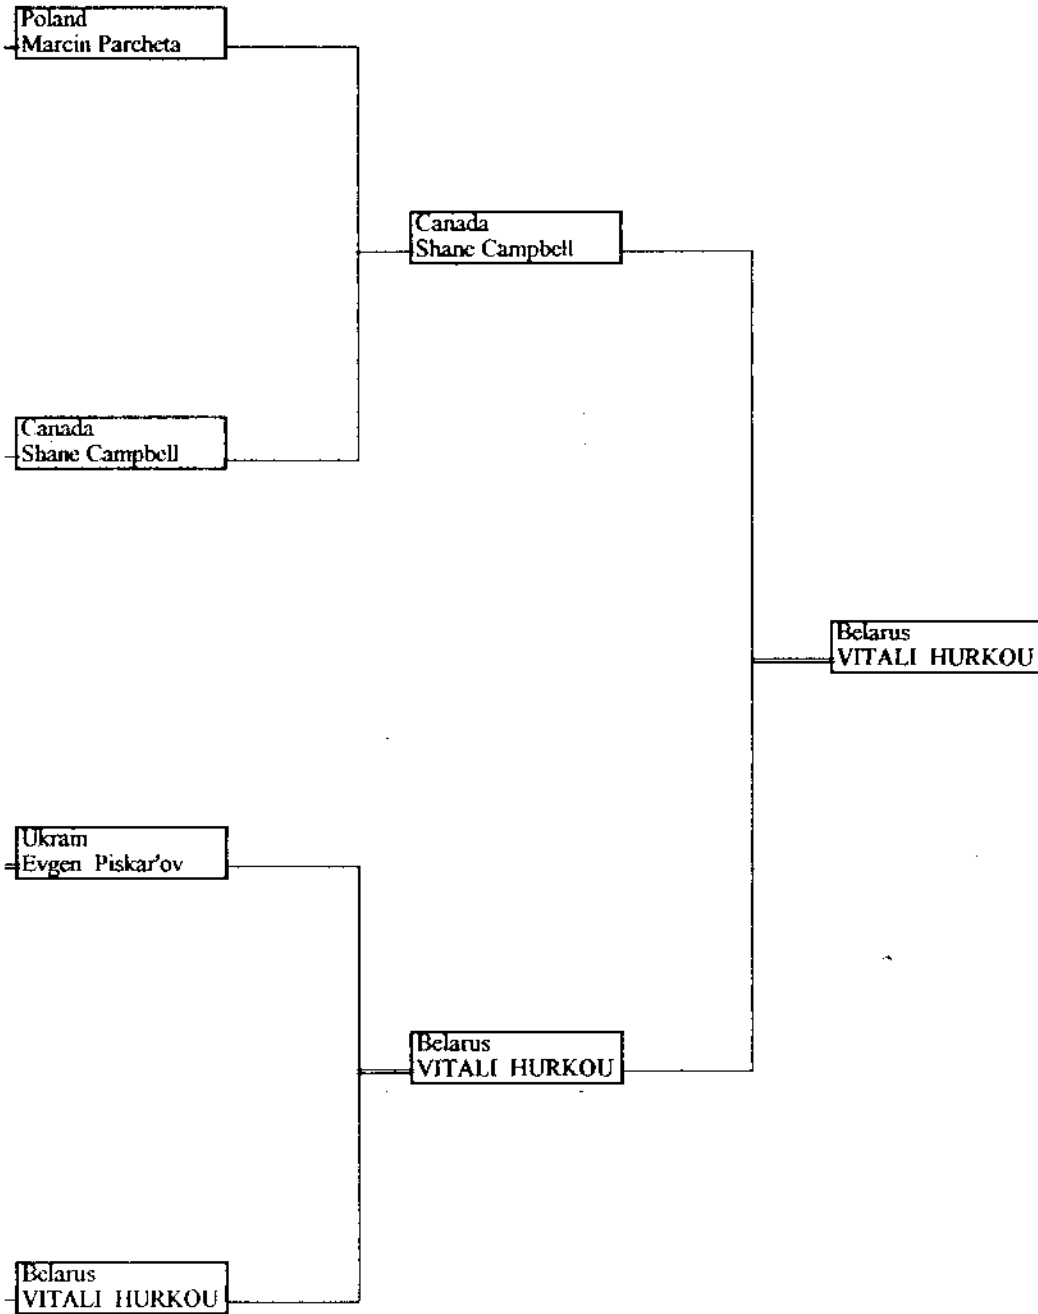 Poland
Marcin Parcheta
Canada
Shane Campbell
Canada
Shane Campbell
Belarus
VITALI HURKOU
Ukrain
Evgen Piskar'ov
Belarus
VITALI HURKOU
Belarus
VITALI HURKOU